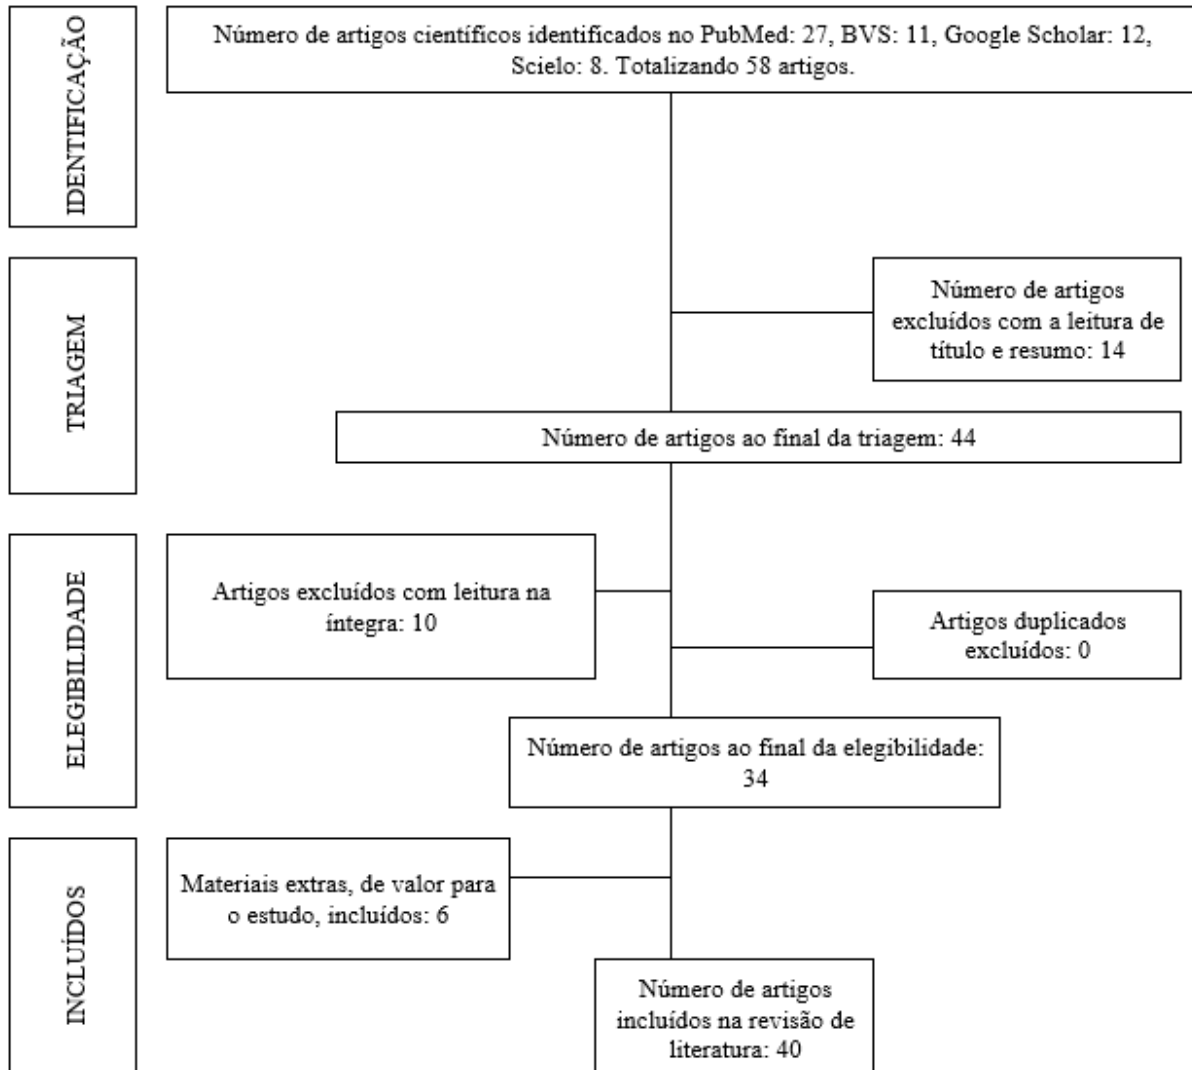 IDENTIFICAÇÃO
Número de artigos científicos identificados no PubMed: 27, BVS: 11, Google Scholar: 12,
Scielo: 8. Totalizando 58 artigos.
TRIAGEM
Número de artigos
excluídos com a leitura de
título e resumo: 14
Número de artigos ao final da triagem: 44
ELEGIBILIDADE
Artigos excluídos com leitura na
íntegra: 10
Artigos duplicados
excluídos: 0
Número de artigos ao final da elegibilidade:
34
INCLUÍDOS
Materiais extras, de valor para
o estudo, incluídos: 6
Número de artigos
incluídos na revisão de
literatura: 40